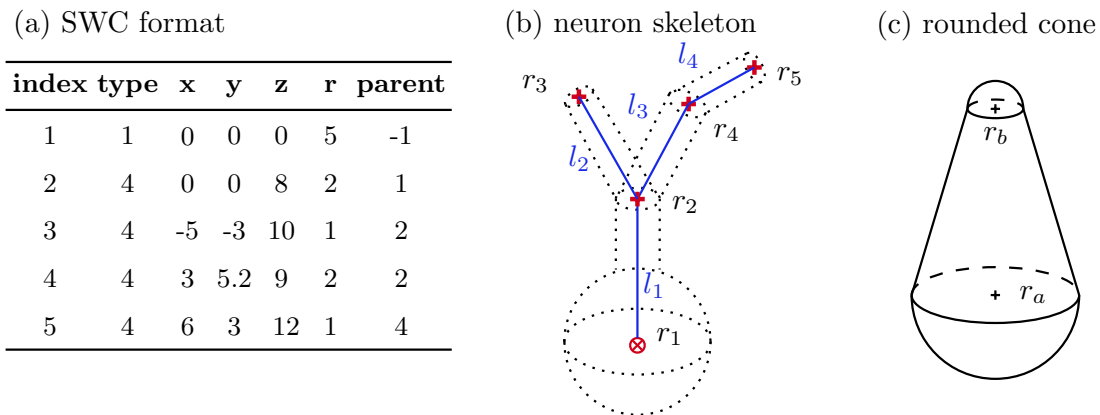 (a) SWC format
index type x y z r parent
1 1 0 0 0 5 -1
2 4 0 0 8 2 1
3 4 -5 -3 10 1 2
4 4 3 5.2 9 2 2
5 4 6 3 12 1 4
(b) neuron skeleton
l4
r5
r3
l3
r4
l2
r2
l1
r1
(c) rounded cone
rb
ra